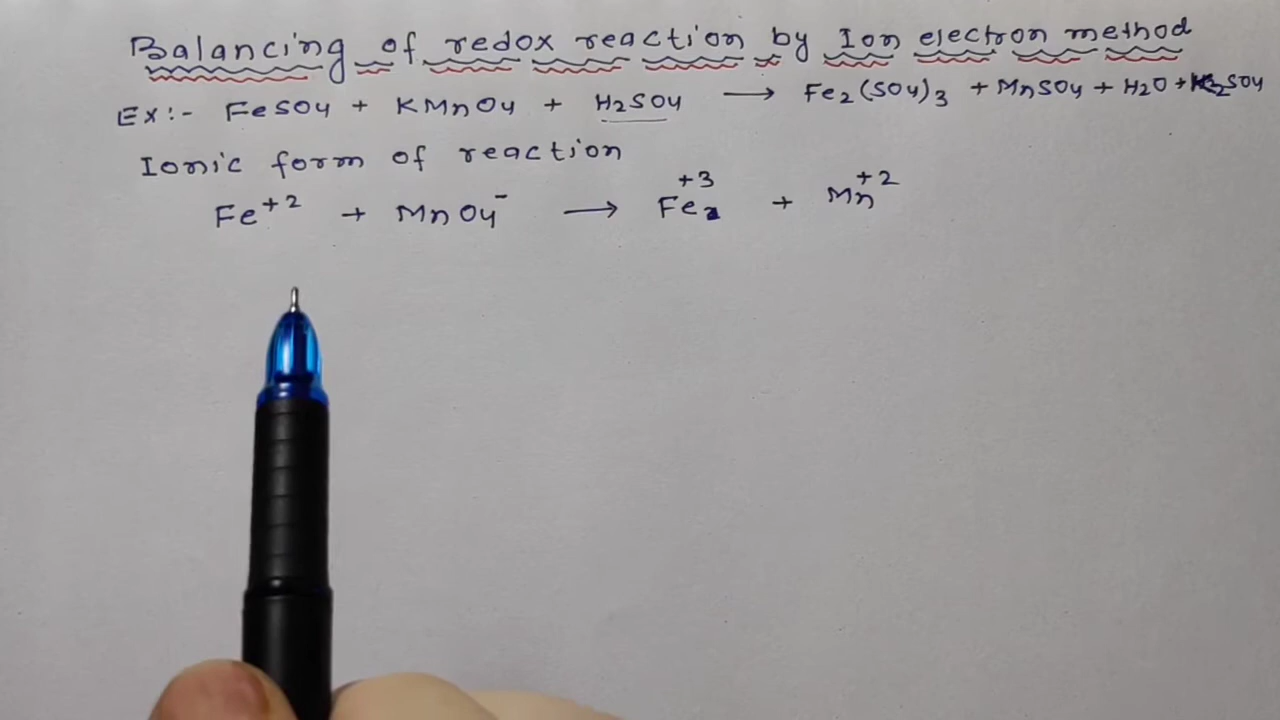 Balancing of redox reaction by Ion electron method
Ex:- FeSO4 + KMnO4 + H2SO4 → Fe2(SO4)3 + MnSO4 + H2O + K2SO4
Ionic form of reaction
Fe+2 + MnO4- → Fe2+3 + Mn+2